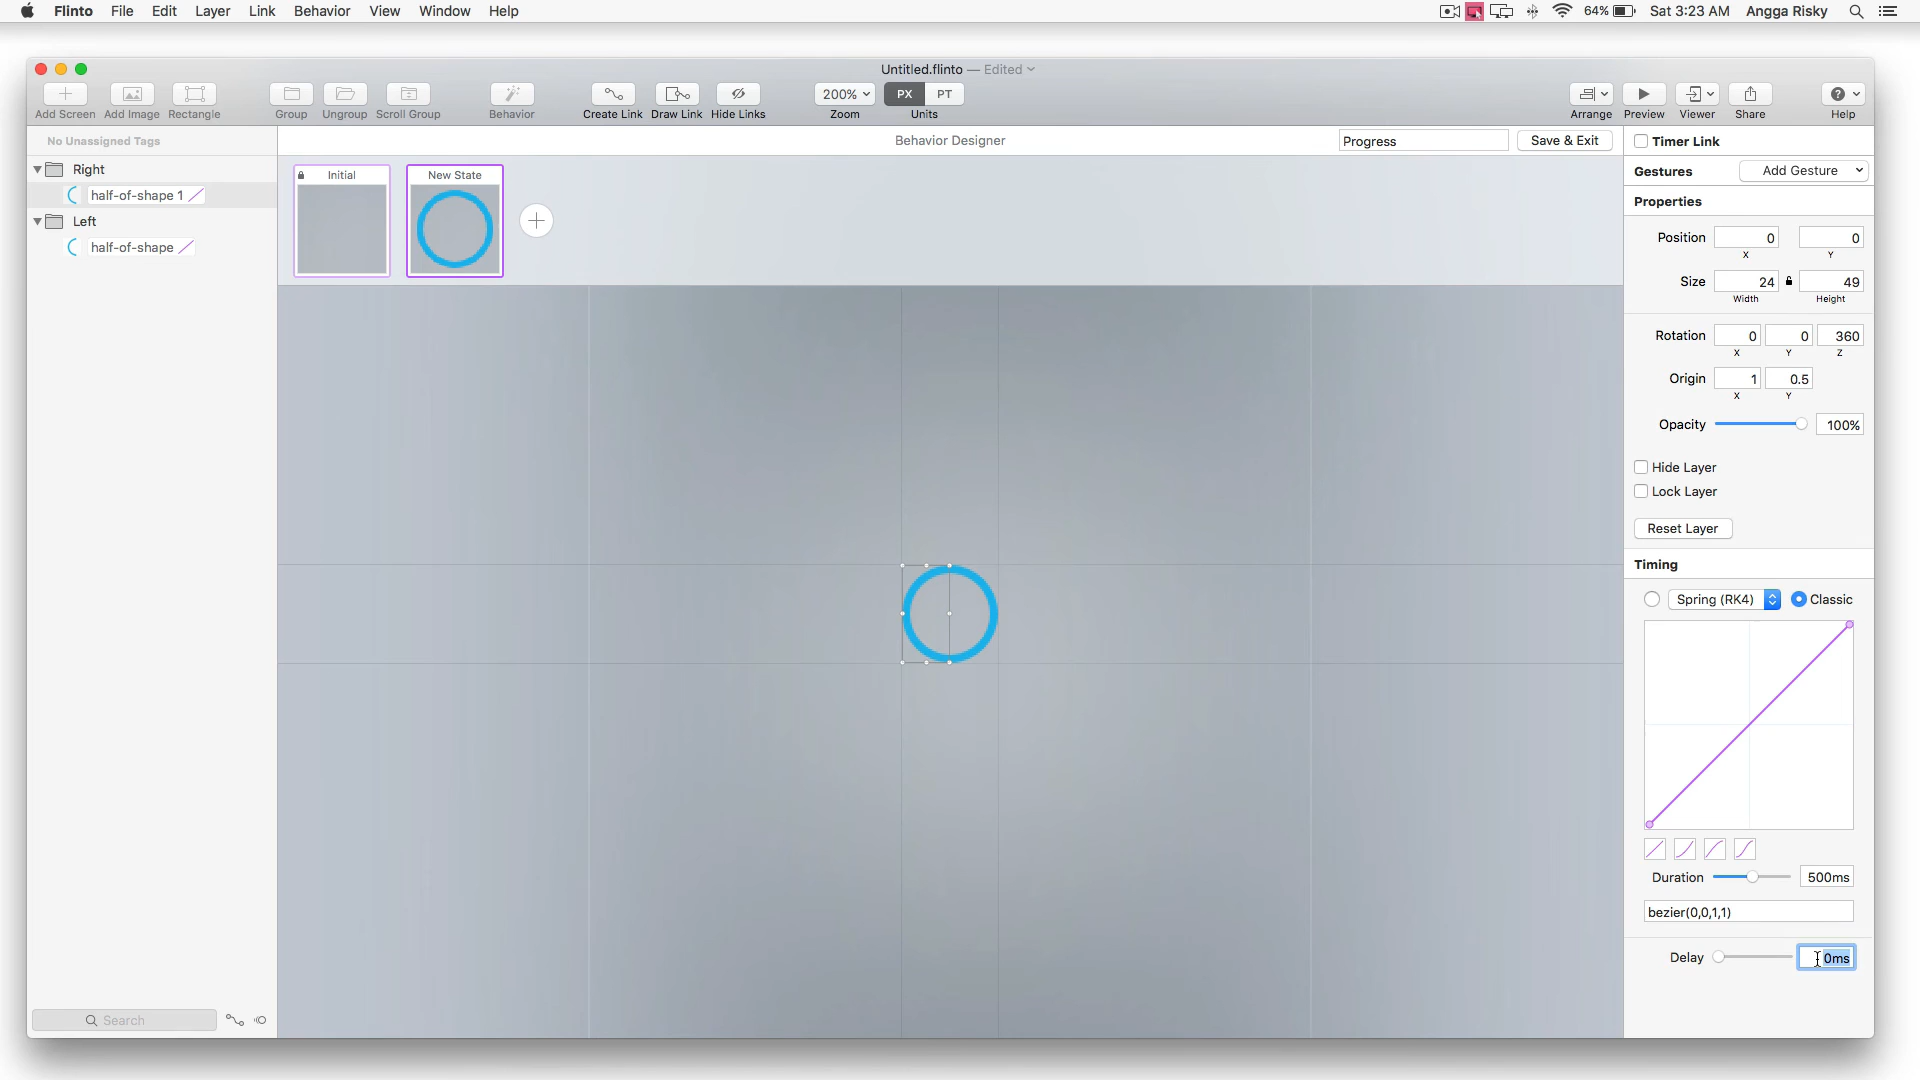 Flinto File Edit Layer Link Behavior View Window Help
64% Sat 3:23 AM Angga Risky
Untitled.flinto — Edited
200% PX PT
Add Screen Add Image Rectangle Group Ungroup Scroll Group Behavior Create Link Draw Link Hide Links Zoom Units Arrange Preview Viewer Share Help
No Unassigned Tags
Behavior Designer
Progress
Save & Exit
Right
half-of-shape 1
Left
half-of-shape
Search
Initial
New State
Timer Link
Gestures Add Gesture
Properties
Position 0 0
X Y
Size 24 49
Width Height
Rotation 0 0 360
X Y Z
Origin 1 0.5
X Y
Opacity 100%
Hide Layer
Lock Layer
Reset Layer
Timing
Spring (RK4) Classic
Duration 500ms
bezier(0,0,1,1)
Delay 0ms